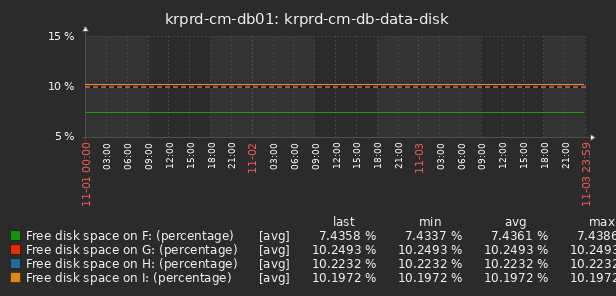 krprd-cm-db01: krprd-cm-db-data-disk
15 %
10 %
5 %
11-01 00:00 03:00 06:00 09:00 12:00 15:00 18:00 21:00 11-02 03:00 06:00 09:00 12:00 15:00 18:00 21:00 11-03 03:00 06:00 09:00 12:00 15:00 18:00 21:00 11-03 23:59
last min avg max
Free disk space on F: (percentage) [avg] 7.4358 % 7.4337 % 7.4361 % 7.4386
Free disk space on G: (percentage) [avg] 10.2493 % 10.2493 % 10.2493 % 10.2493
Free disk space on H: (percentage) [avg] 10.2232 % 10.2232 % 10.2232 % 10.2232
Free disk space on I: (percentage) [avg] 10.1972 % 10.1972 % 10.1972 % 10.1972